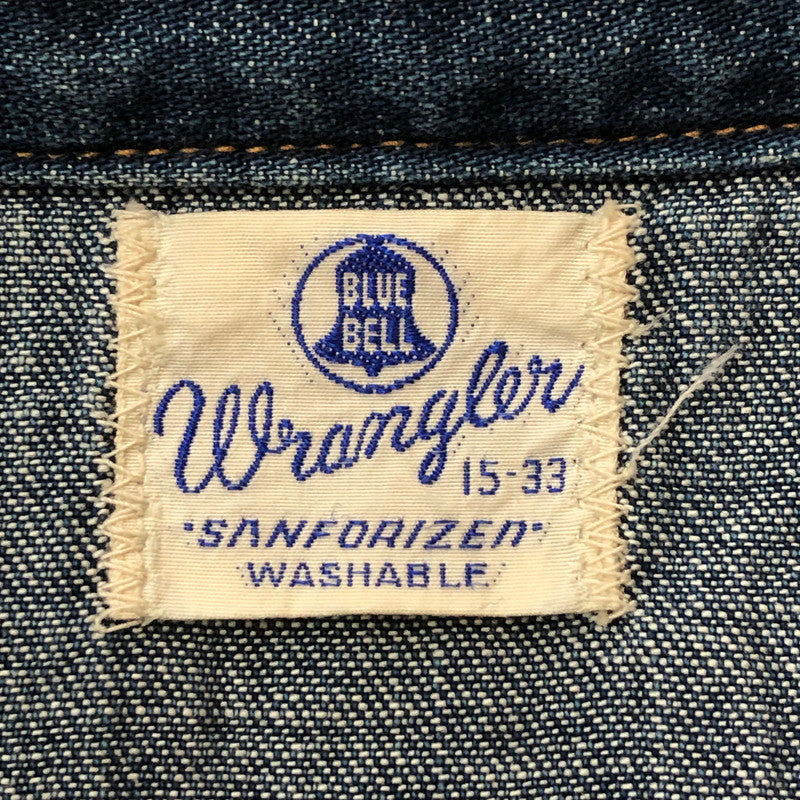 BLUE
BELL
Wrangler
15-33
"SANFORIZED"
WASHABLE